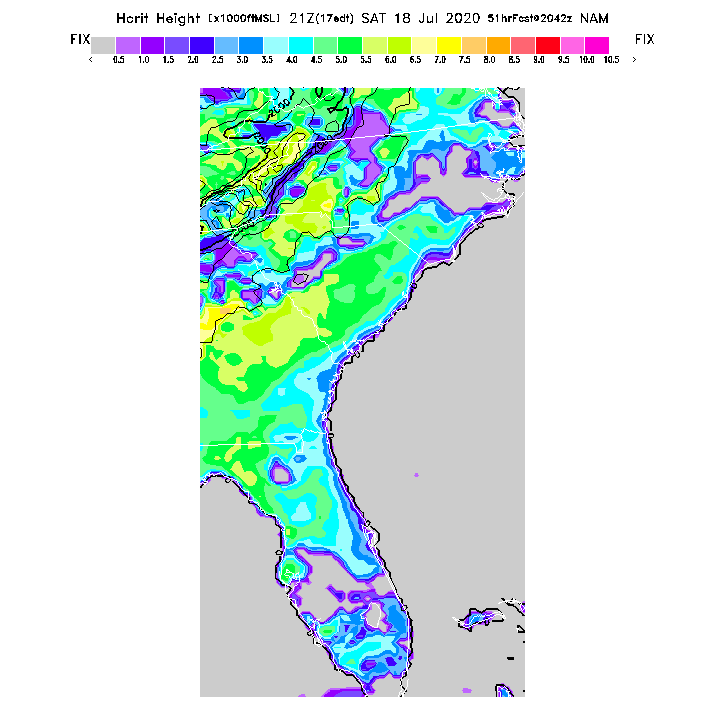 Hcrit Height [x1000ftMSL] 21Z(17edt) SAT 18 Jul 2020 51hrFcst@2042z NAM
FIX FIX
< 0.5 1.0 1.5 2.0 2.5 3.0 3.5 4.0 4.5 5.0 5.5 6.0 6.5 7.0 7.5 8.0 8.5 9.0 9.5 10.0 10.5 >
2000